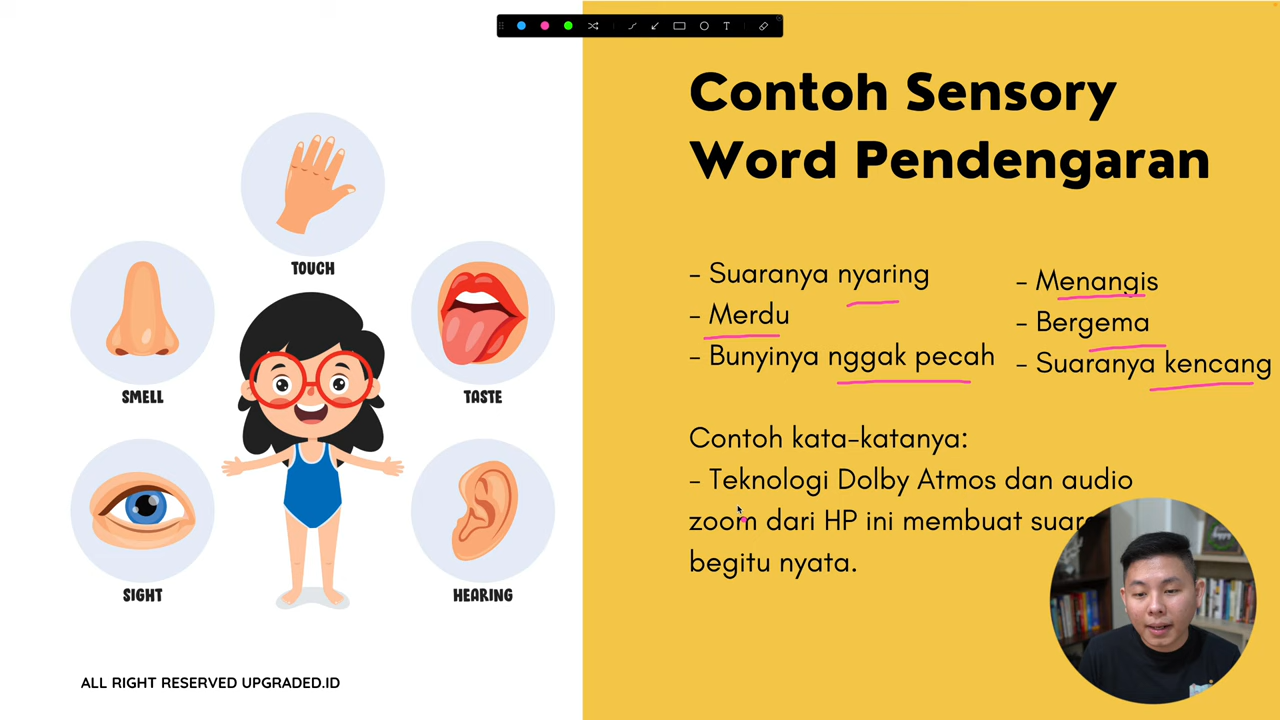 Contoh Sensory
Word Pendengaran
- Suaranya nyaring
- Merdu
- Bunyinya nggak pecah
- Menangis
- Bergema
- Suaranya kencang
Contoh kata-katanya:
- Teknologi Dolby Atmos dan audio
zoom dari HP ini membuat
begitu nyata.
TOUCH
SMELL
TASTE
SIGHT
HEARING
ALL RIGHT RESERVED UPGRADED.ID
T